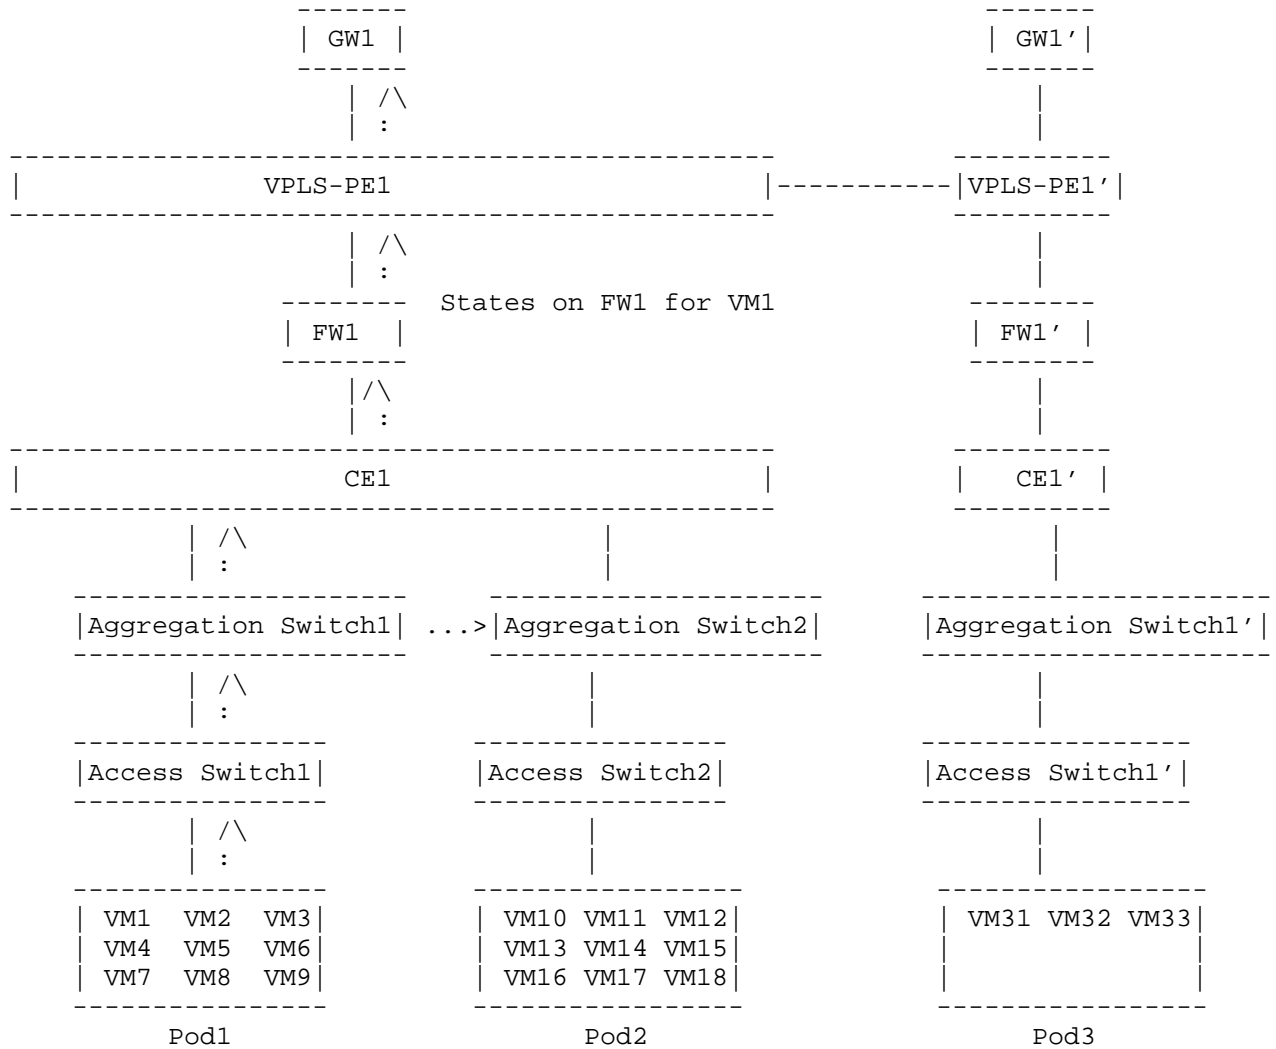 GW1 GW1'
VPLS-PE1 VPLS-PE1'
States on FW1 for VM1
FW1 FW1'
CE1 CE1'
Aggregation Switch1 ...> Aggregation Switch2 Aggregation Switch1'
Access Switch1 Access Switch2 Access Switch1'
VM1 VM2 VM3 VM10 VM11 VM12 VM31 VM32 VM33
VM4 VM5 VM6 VM13 VM14 VM15
VM7 VM8 VM9 VM16 VM17 VM18
Pod1 Pod2 Pod3